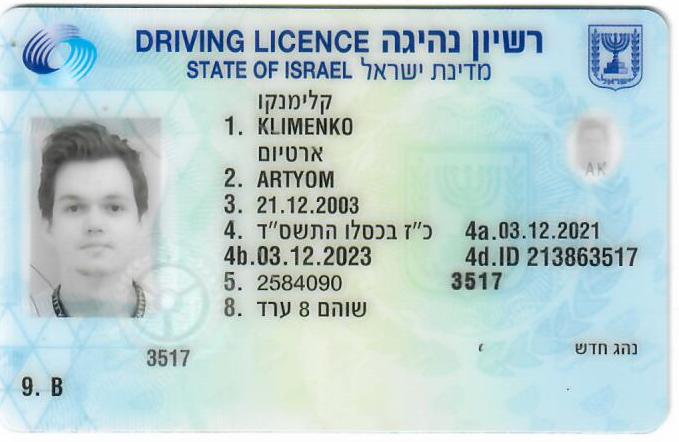 DRIVING LICENCE רשיון נהיגה
STATE OF ISRAEL מדינת ישראל
קלימנקו
1. KLIMENKO
ארטיום
2. ARTYOM
3. 21.12.2003
4. כ"ז בכסלו התשס"ד 4a.03.12.2021
4b.03.12.2023 4d.ID 213863517
5. 2584090 3517
8. שוהם 8 ערד
AK
נהג חדש
3517
9. B